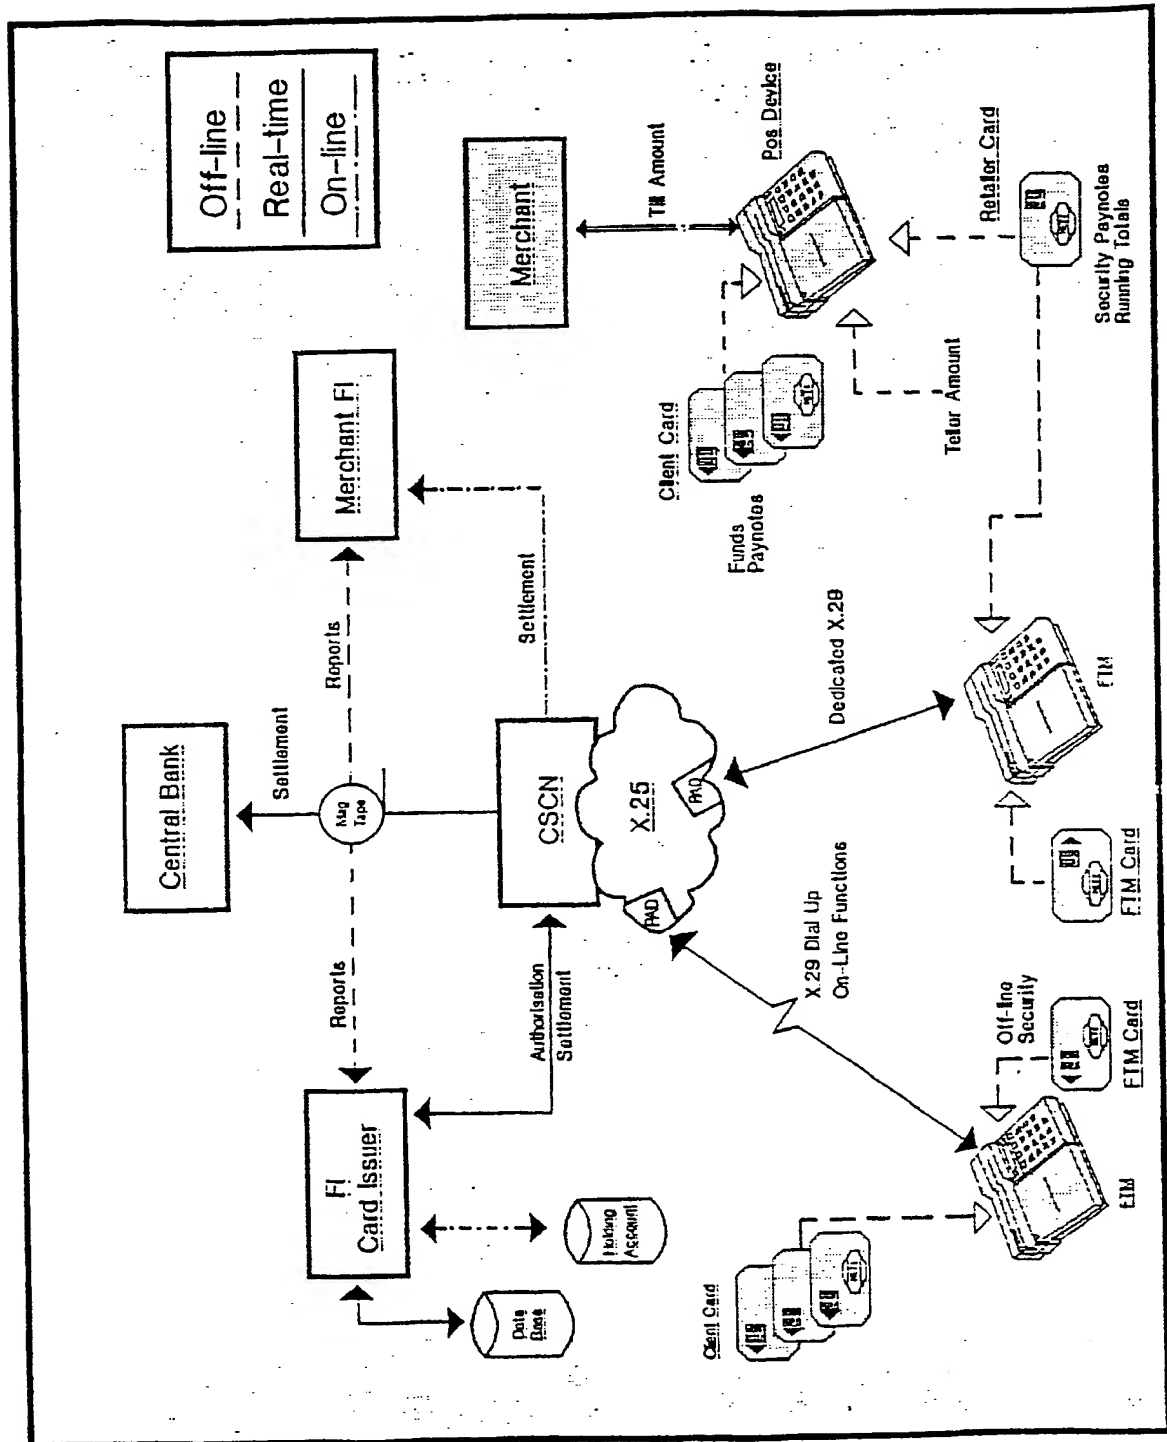 Off-line
Real-time
On-line
Central Bank
Settlement
Mag
Tape
Reports
Reports
FI
Card Issuer
Merchant FI
Merchant
Data
Base
Holding
Account
Authorisation
Settlement
CSCN
Settlement
X.25
PAD
PAD
Till Amount
Pos Device
Client Card
Funds
Paynotes
Tellor Amount
Retailor Card
Security Paynotes
Running Totals
X.29 Dial Up
On-Line Functions
Dedicated X.29
Client Card
Off-line
Security
FTM
FTM Card
FTM Card
FTM